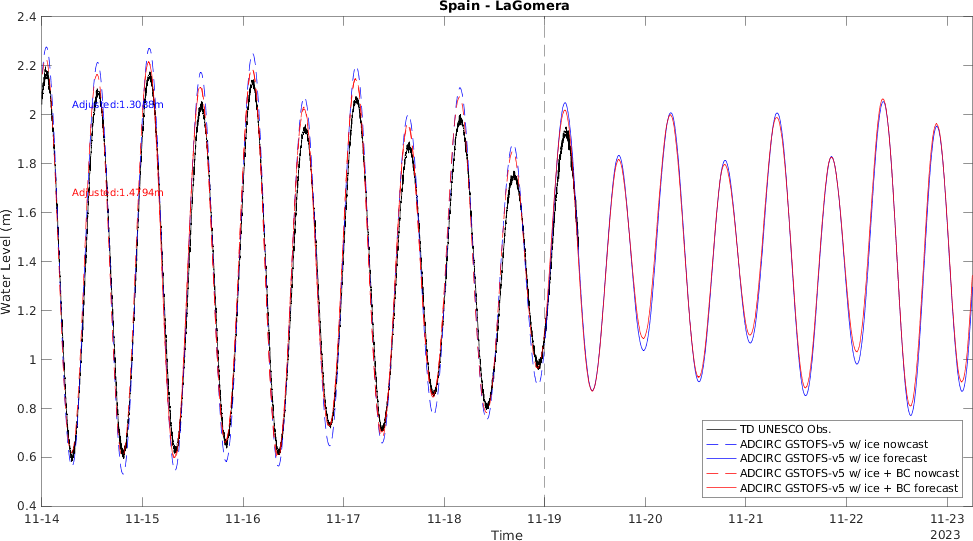 Spain - LaGomera
2.4
2.2
2
1.8
1.6
1.4
1.2
1
0.8
0.6
0.4
Water Level (m)
Adjusted:1.3088m
Adjusted:1.4794m
TD UNESCO Obs.
ADCIRC GSTOFS-v5 w/ ice nowcast
ADCIRC GSTOFS-v5 w/ ice forecast
ADCIRC GSTOFS-v5 w/ ice + BC nowcast
ADCIRC GSTOFS-v5 w/ ice + BC forecast
11-14 11-15 11-16 11-17 11-18 11-19 11-20 11-21 11-22 11-23
2023
Time